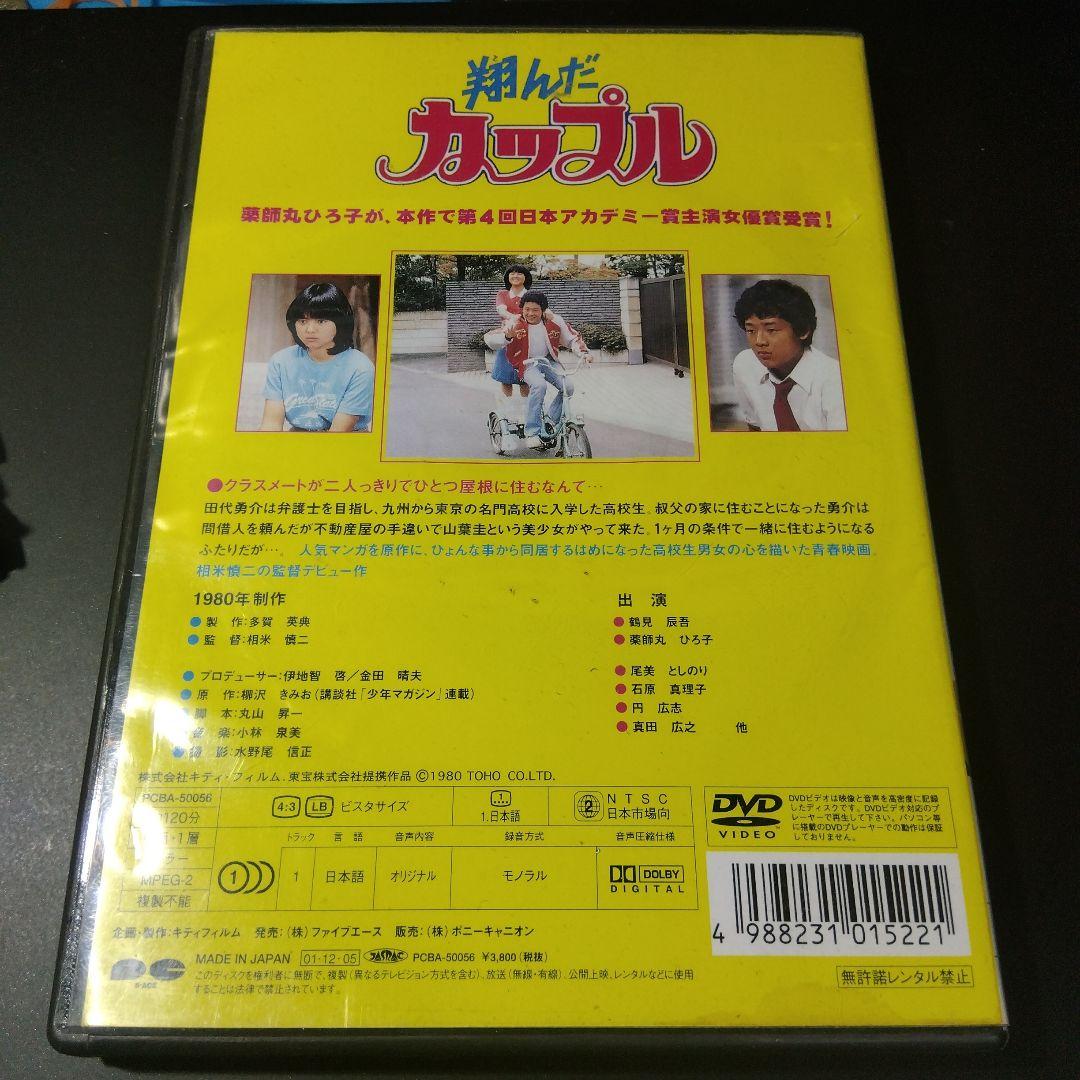 翔んだ
カップル
薬師丸ひろ子が、本作で第4回日本アカデミー賞主演女優賞受賞!
●クラスメートが二人っきりでひとつ屋根に住むなんて…
田代勇介は弁護士を目指し、九州から東京の名門高校に入学した高校生。叔父の家に住むことになった勇介は
間借人を頼んだが不動産屋の手違いで山葉圭という美少女がやって来た。1ヶ月の条件で一緒に住むようになる
ふたりだが…。人気マンガを原作に、ひょんな事から同居するはめになった高校生男女の心を描いた青春映画。
相米慎二の監督デビュー作
1980年制作
●製 作:多賀 英典
●監 督:相米 慎二
●プロデューサー:伊地智 啓/金田 晴夫
●原 作:柳沢 きみお(講談社「少年マガジン」連載)
●脚 本:丸山 昇一
楽:小林 泉美
影:水野尾 信正
出 演
●鶴見 辰吾
●薬師丸 ひろ子
●尾美 としのり
●石原 真理子
●円 広志
●真田 広之 他
株式会社キティ・フィルム、東宝株式会社提携作品 ©1980 TOHO CO.LTD.
PCBA-50056
120分
・1層
ラー
MPEG-2
複製不能
4:3 LB ビスタサイズ
1.日本語
2 NTSC
日本市場向
トラック 言語 音声内容 録音方式 音声圧縮仕様
1 1 日本語 オリジナル モノラル DOLBY
DIGITAL
DVD
VIDEO
DVDビデオは映像と音声を高密度に記録
したディスクです。DVDビデオ対応のプ
レーヤーで再生して下さい。パソコン等
に搭載のDVDプレーヤーでの動作は保証
しておりません。
4 988231 015221
企画・製作:キティフィルム 発売:(株)ファイブエース 販売:(株)ポニーキャニオン
MADE IN JAPAN 01・12・05 JASRAC PCBA-50056 ¥3,800(税抜)
5-ACE
このディスクを権利者に無断で、複製(異なるテレビジョン方式を含む)、放送(無線・有線)、公開上映、レンタルなどに使用
することは法律で禁止されています。
無許諾レンタル禁止